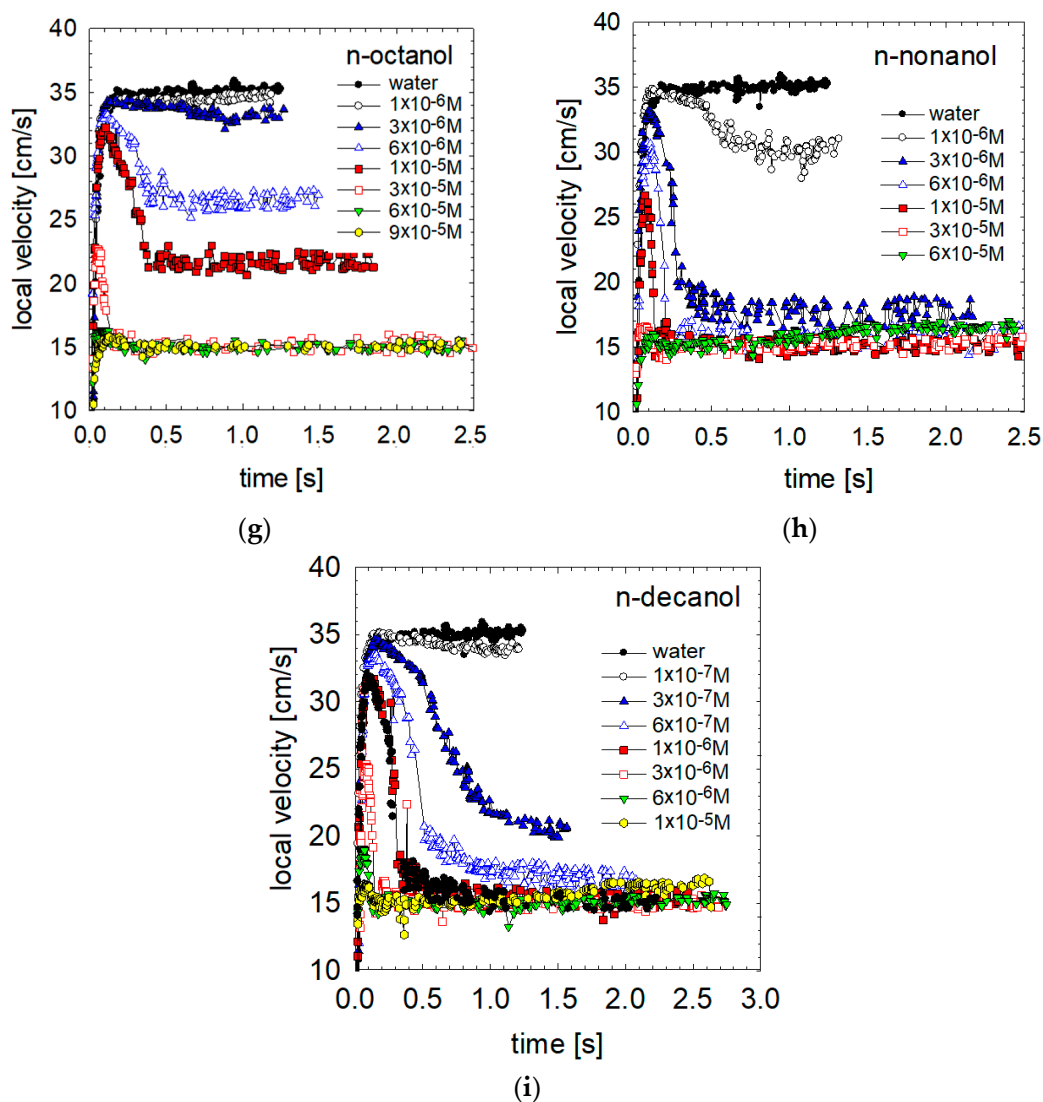 n-octanol
water
1x10-6M
3x10-6M
6x10-6M
1x10-5M
3x10-5M
6x10-5M
9x10-5M
40
35
30
25
20
15
10
local velocity [cm/s]
0.0 0.5 1.0 1.5 2.0 2.5
time [s]
(g)
n-nonanol
water
1x10-6M
3x10-6M
6x10-6M
1x10-5M
3x10-5M
6x10-5M
40
35
30
25
20
15
10
local velocity [cm/s]
0.0 0.5 1.0 1.5 2.0 2.5
time [s]
(h)
n-decanol
water
1x10-7M
3x10-7M
6x10-7M
1x10-6M
3x10-6M
6x10-6M
1x10-5M
40
35
30
25
20
15
10
local velocity [cm/s]
0.0 0.5 1.0 1.5 2.0 2.5 3.0
time [s]
(i)